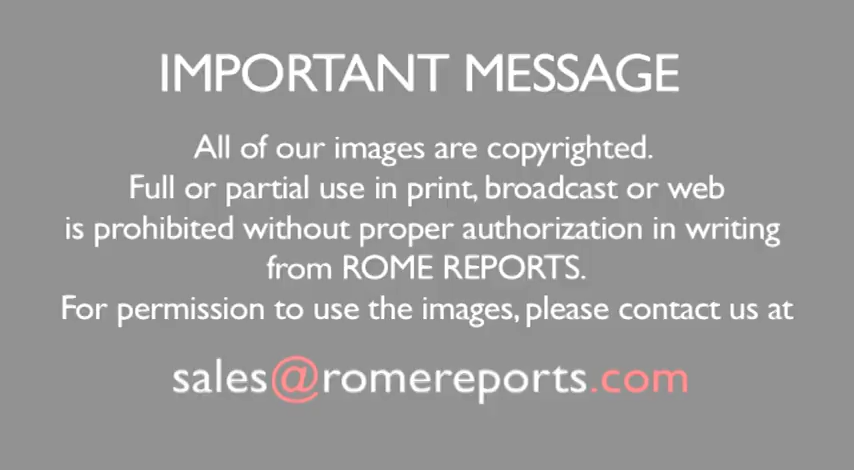 IMPORTANT MESSAGE
All of our images are copyrighted.
Full or partial use in print, broadcast or web
is prohibited without proper authorization in writing
from ROME REPORTS.
For permission to use the images, please contact us at
sales@romereports.com